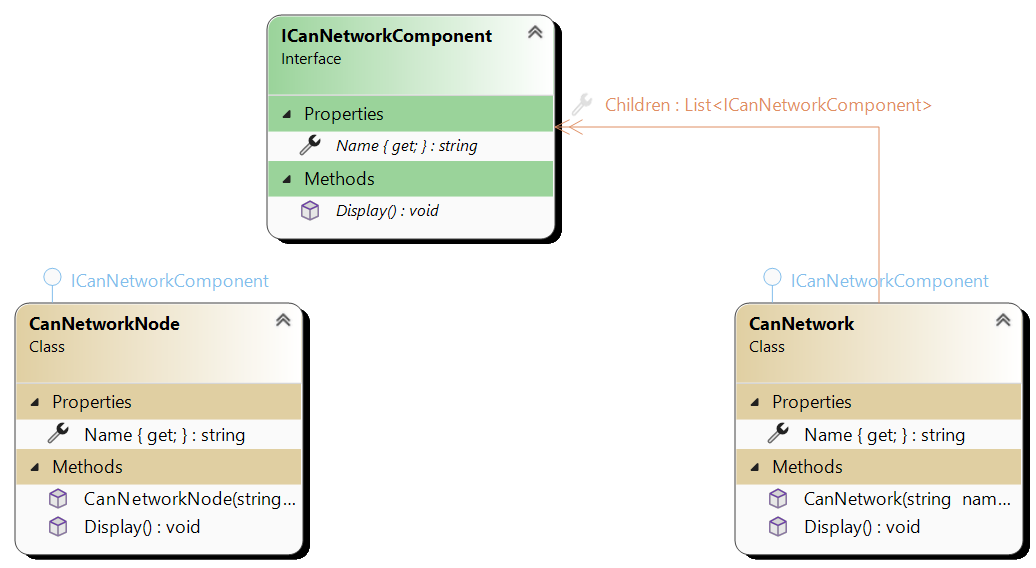 ICanNetworkComponent
Interface
Properties
Name { get; } : string
Methods
Display() : void
Children : List<ICanNetworkComponent>
ICanNetworkComponent
CanNetworkNode
Class
Properties
Name { get; } : string
Methods
CanNetworkNode(string...
Display() : void
ICanNetworkComponent
CanNetwork
Class
Properties
Name { get; } : string
Methods
CanNetwork(string nam...
Display() : void